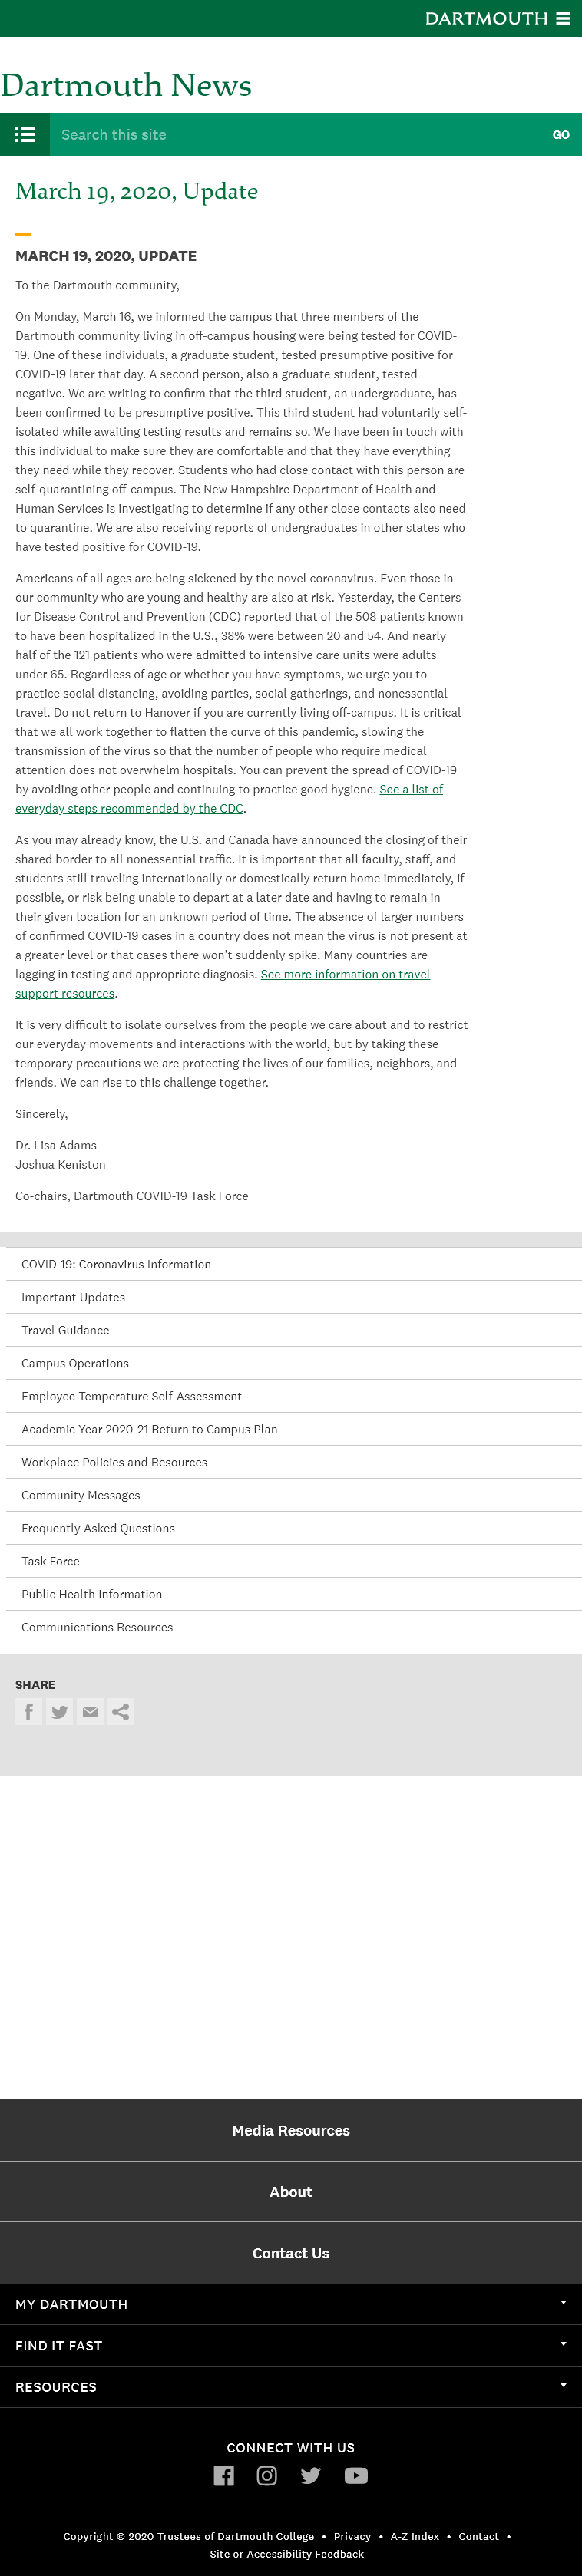 DARTMOUTH
Dartmouth News
Search this site
GO
March 19, 2020, Update
MARCH 19, 2020, UPDATE
To the Dartmouth community,
On Monday, March 16, we informed the campus that three members of the
Dartmouth community living in off-campus housing were being tested for COVID-
19. One of these individuals, a graduate student, tested presumptive positive for
COVID-19 later that day. A second person, also a graduate student, tested
negative. We are writing to confirm that the third student, an undergraduate, has
been confirmed to be presumptive positive. This third student had voluntarily self-
isolated while awaiting testing results and remains so. We have been in touch with
this individual to make sure they are comfortable and that they have everything
they need while they recover. Students who had close contact with this person are
self-quarantining off-campus. The New Hampshire Department of Health and
Human Services is investigating to determine if any other close contacts also need
to quarantine. We are also receiving reports of undergraduates in other states who
have tested positive for COVID-19.
Americans of all ages are being sickened by the novel coronavirus. Even those in
our community who are young and healthy are also at risk. Yesterday, the Centers
for Disease Control and Prevention (CDC) reported that of the 508 patients known
to have been hospitalized in the U.S., 38% were between 20 and 54. And nearly
half of the 121 patients who were admitted to intensive care units were adults
under 65. Regardless of age or whether you have symptoms, we urge you to
practice social distancing, avoiding parties, social gatherings, and nonessential
travel. Do not return to Hanover if you are currently living off-campus. It is critical
that we all work together to flatten the curve of this pandemic, slowing the
transmission of the virus so that the number of people who require medical
attention does not overwhelm hospitals. You can prevent the spread of COVID-19
by avoiding other people and continuing to practice good hygiene. See a list of
everyday steps recommended by the CDC.
As you may already know, the U.S. and Canada have announced the closing of their
shared border to all nonessential traffic. It is important that all faculty, staff, and
students still traveling internationally or domestically return home immediately, if
possible, or risk being unable to depart at a later date and having to remain in
their given location for an unknown period of time. The absence of larger numbers
of confirmed COVID-19 cases in a country does not mean the virus is not present at
a greater level or that cases there won't suddenly spike. Many countries are
lagging in testing and appropriate diagnosis. See more information on travel
support resources.
It is very difficult to isolate ourselves from the people we care about and to restrict
our everyday movements and interactions with the world, but by taking these
temporary precautions we are protecting the lives of our families, neighbors, and
friends. We can rise to this challenge together.
Sincerely,
Dr. Lisa Adams
Joshua Keniston
Co-chairs, Dartmouth COVID-19 Task Force
COVID-19: Coronavirus Information
Important Updates
Travel Guidance
Campus Operations
Employee Temperature Self-Assessment
Academic Year 2020-21 Return to Campus Plan
Workplace Policies and Resources
Community Messages
Frequently Asked Questions
Task Force
Public Health Information
Communications Resources
SHARE
Media Resources
About
Contact Us
MY DARTMOUTH
FIND IT FAST
RESOURCES
CONNECT WITH US
Copyright © 2020 Trustees of Dartmouth College • Privacy • A-Z Index • Contact •
Site or Accessibility Feedback